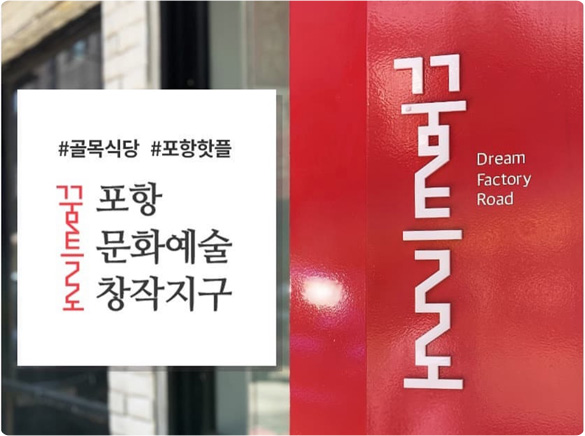 #골목식당 #포항핫플
꿈틀로
포항
문화예술
창작지구
꿈틀로
Dream
Factory
Road